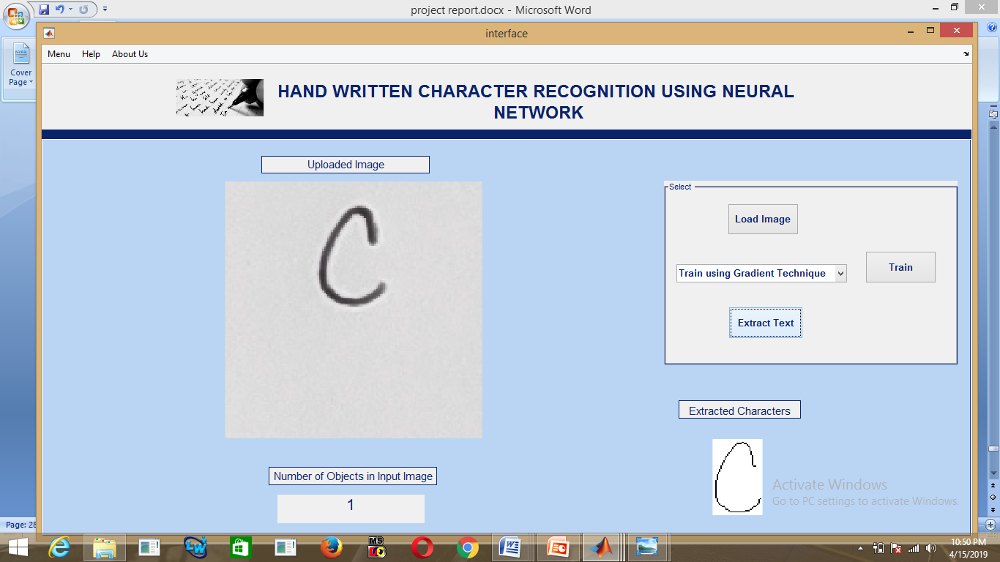 project report.docx - Microsoft Word
interface
Menu Help About Us
Cover
Page
HAND WRITTEN CHARACTER RECOGNITION USING NEURAL
NETWORK
Uploaded Image
C
Select
Load Image
Train using Gradient Technique
Train
Extract Text
Extracted Characters
C
Number of Objects in Input Image
1
Activate Windows
Go to PC settings to activate Windows.
Page: 28
MS
10:50 PM
4/15/2019